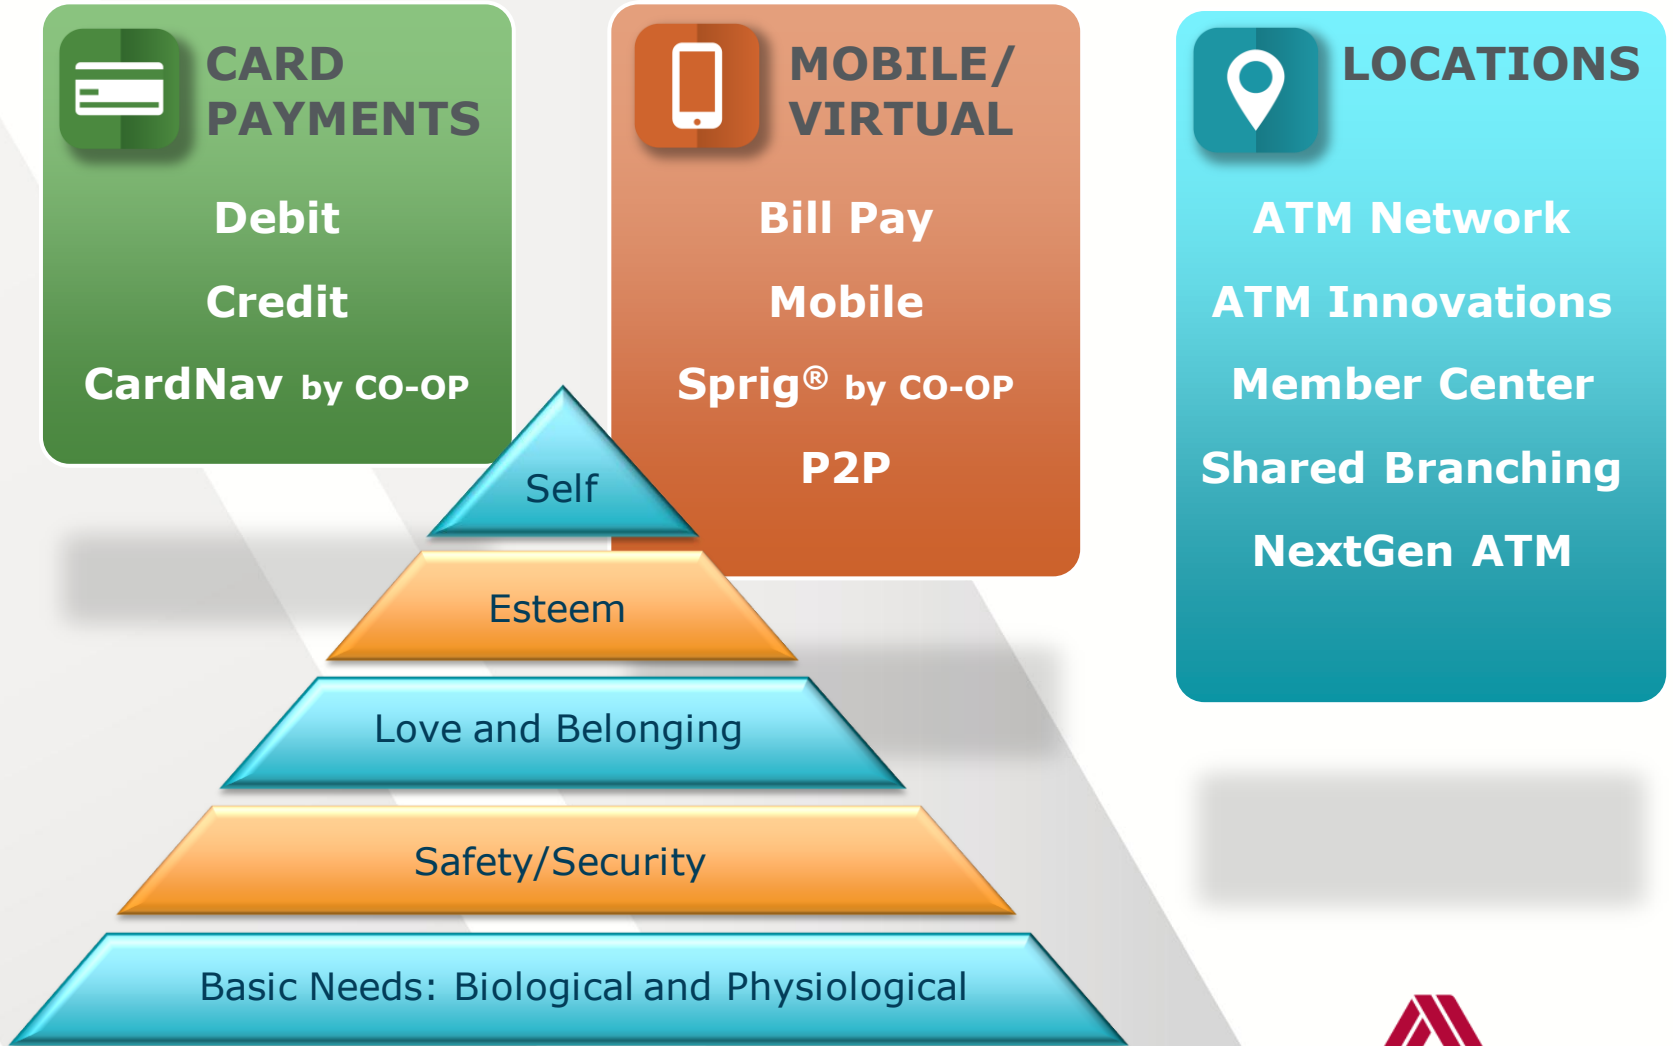 CARD
PAYMENTS
Debit
Credit
CardNav by CO-OP
MOBILE/
VIRTUAL
Bill Pay
Mobile
Sprig® by CO-OP
P2P
LOCATIONS
ATM Network
ATM Innovations
Member Center
Shared Branching
NextGen ATM
Self
Esteem
Love and Belonging
Safety/Security
Basic Needs: Biological and Physiological